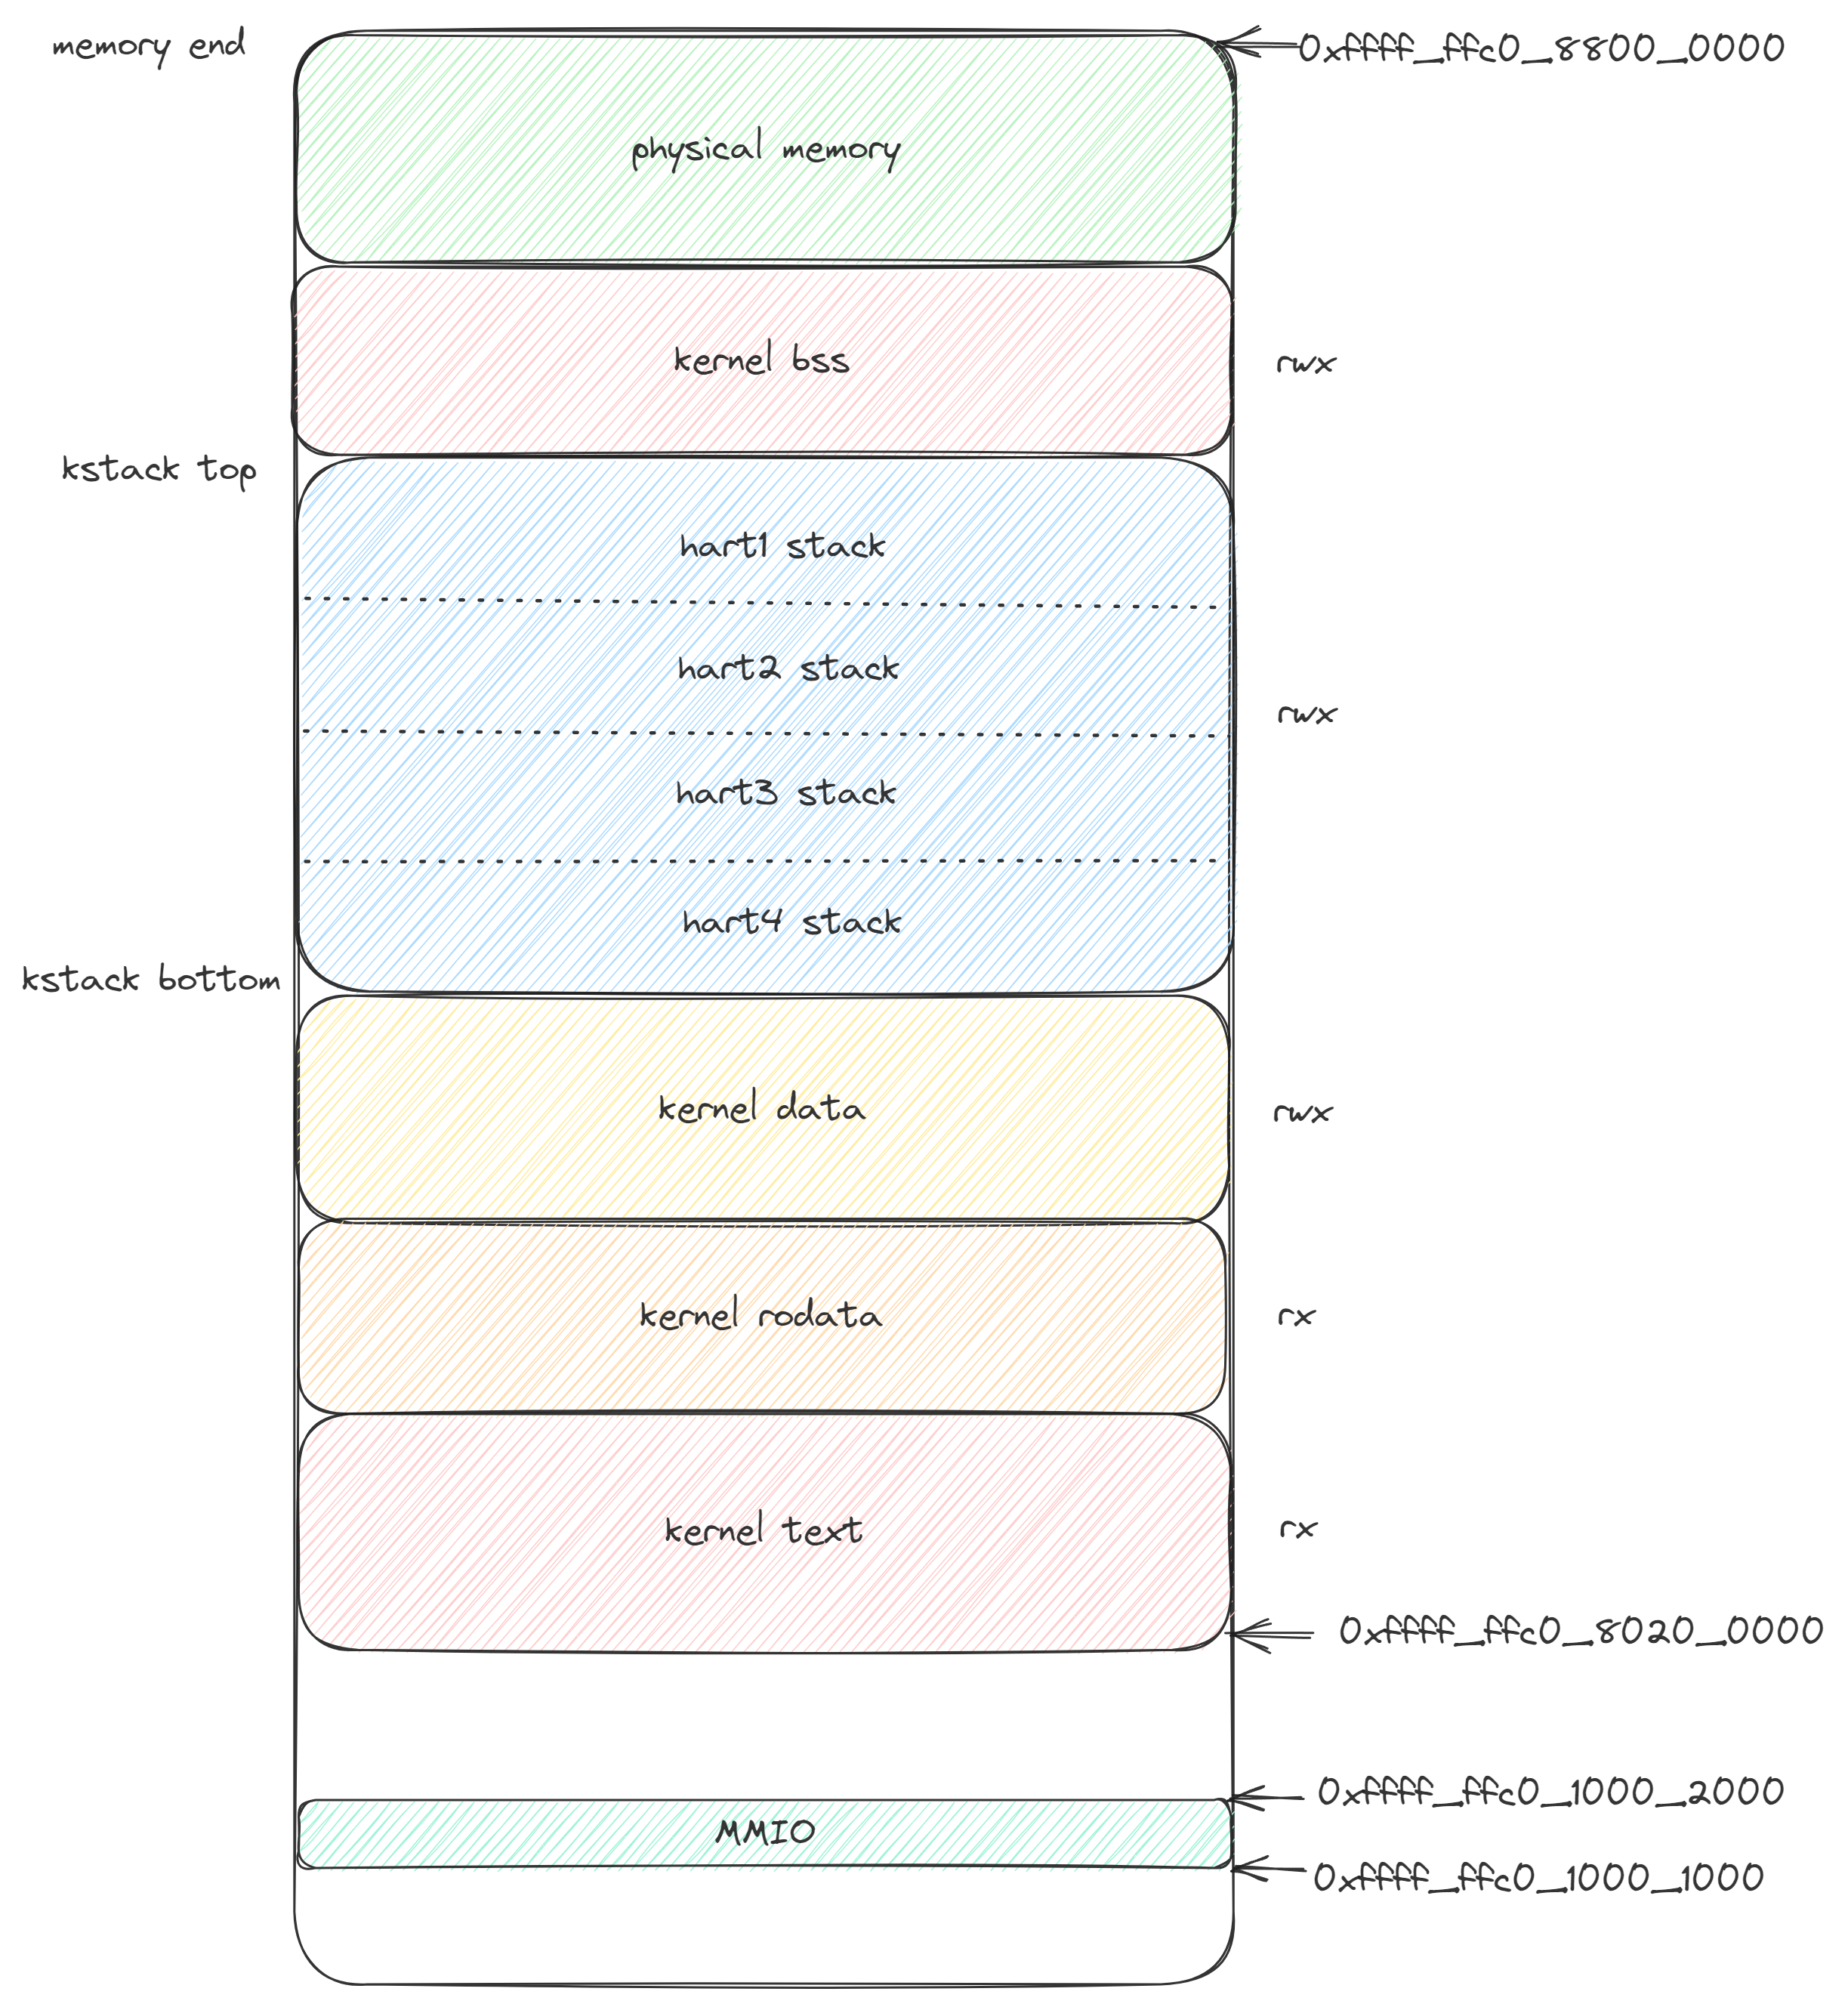 memory end
0xffff_ffc0_8800_0000
physical memory
kernel bss
rwx
kstack top
hart1 stack
hart2 stack
rwx
hart3 stack
hart4 stack
kstack bottom
kernel data
rwx
kernel rodata
rx
kernel text
rx
0xffff_ffc0_8020_0000
0xffff_ffc0_1000_2000
MMIO
0xffff_ffc0_1000_1000